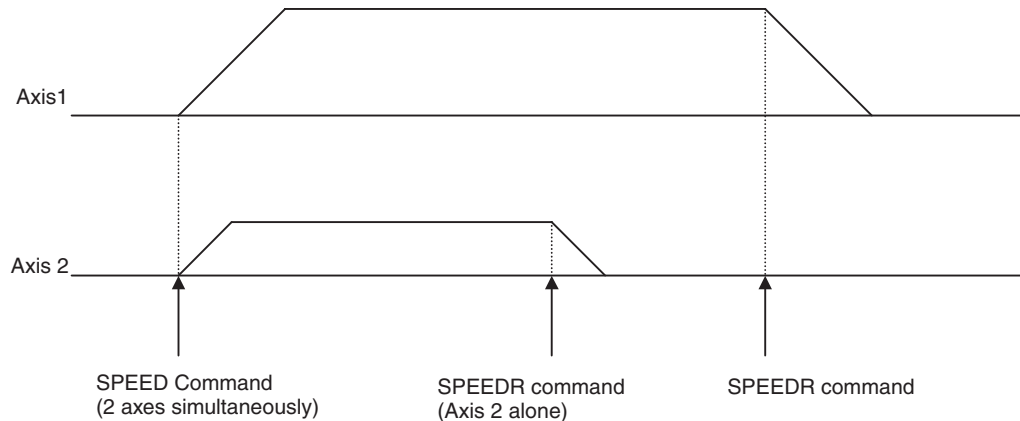 Axis1
Axis 2
SPEED Command
(2 axes simultaneously)
SPEEDR command
(Axis 2 alone)
SPEEDR command